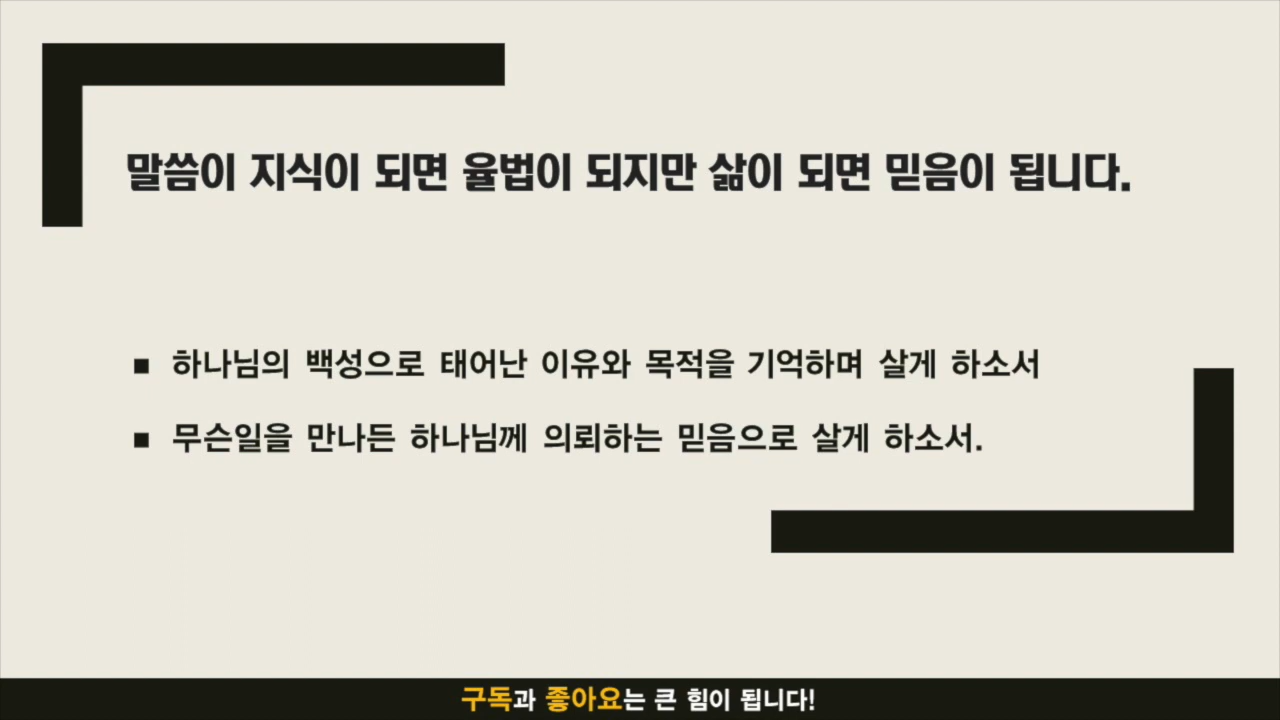 말씀이 지식이 되면 율법이 되지만 삶이 되면 믿음이 됩니다.
■ 하나님의 백성으로 태어난 이유와 목적을 기억하며 살게 하소서
■ 무슨일을 만나든 하나님께 의뢰하는 믿음으로 살게 하소서.
구독과 좋아요는 큰 힘이 됩니다!